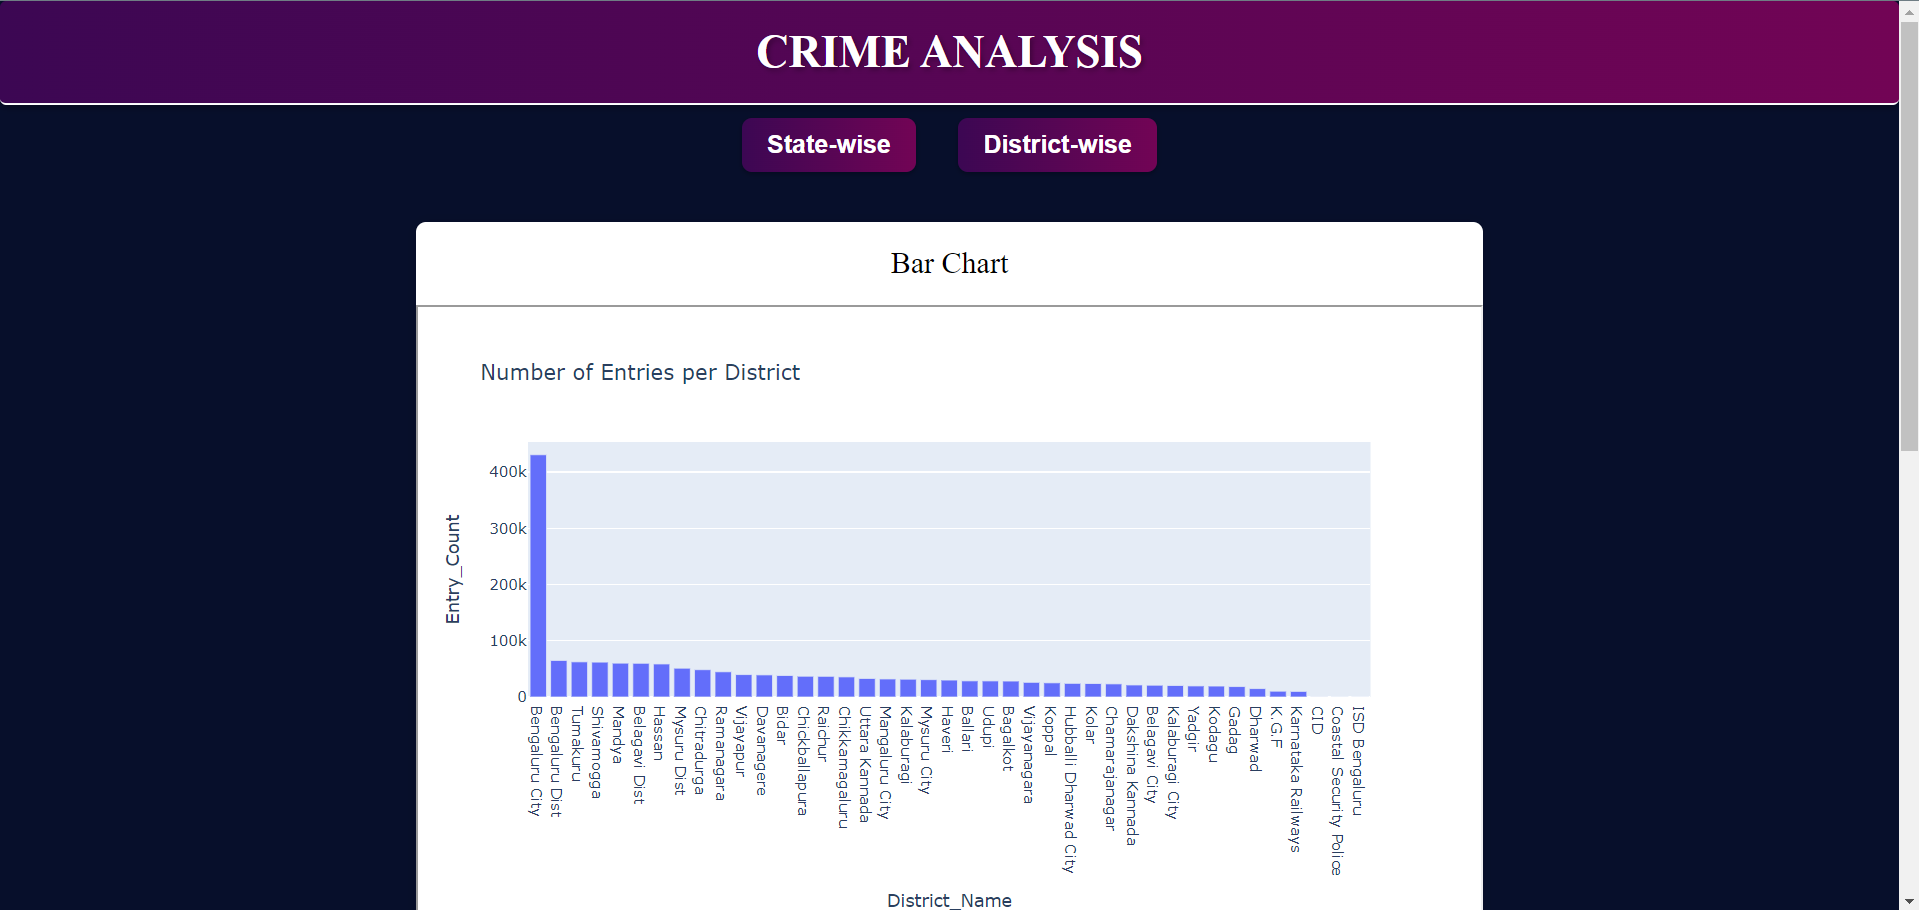 CRIME ANALYSIS
State-wise District-wise
Bar Chart
Number of Entries per District
Entry_Count
400k
300k
200k
100k
0
Bengaluru City
Bengaluru Dist
Tumakuru
Shivamogga
Mandya
Belagavi Dist
Hassan
Mysuru Dist
Chitradurga
Ramanagara
Vijayapur
Davanagere
Bidar
Chickballapura
Raichur
Chikkamagaluru
Uttara Kannada
Mangaluru City
Kalaburagi
Mysuru City
Haveri
Ballari
Udupi
Bagalkot
Vijayanagara
Koppal
Hubballi Dharwad City
Kolar
Chamarajanagar
Dakshina Kannada
Belagavi City
Kalaburagi City
Yadgir
Kodagu
Gadag
Dharwad
K.G.F
Karnataka Railways
CID
Coastal Security Police
ISD Bengaluru
District_Name